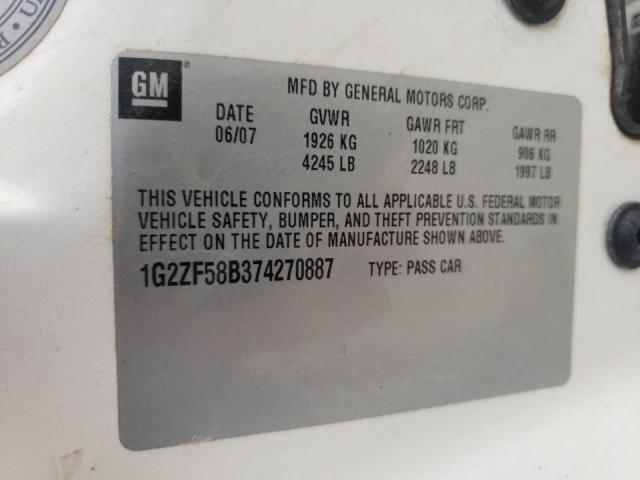 GM ®
MFD BY GENERAL MOTORS CORP.
DATE GVWR GAWR FRT GAWR RR
06/07 1926 KG 1020 KG 906 KG
4245 LB 2248 LB 1997 LB
THIS VEHICLE CONFORMS TO ALL APPLICABLE U.S. FEDERAL MOTOR
VEHICLE SAFETY, BUMPER, AND THEFT PREVENTION STANDARDS IN
EFFECT ON THE DATE OF MANUFACTURE SHOWN ABOVE.
1G2ZF58B374270887 TYPE: PASS CAR